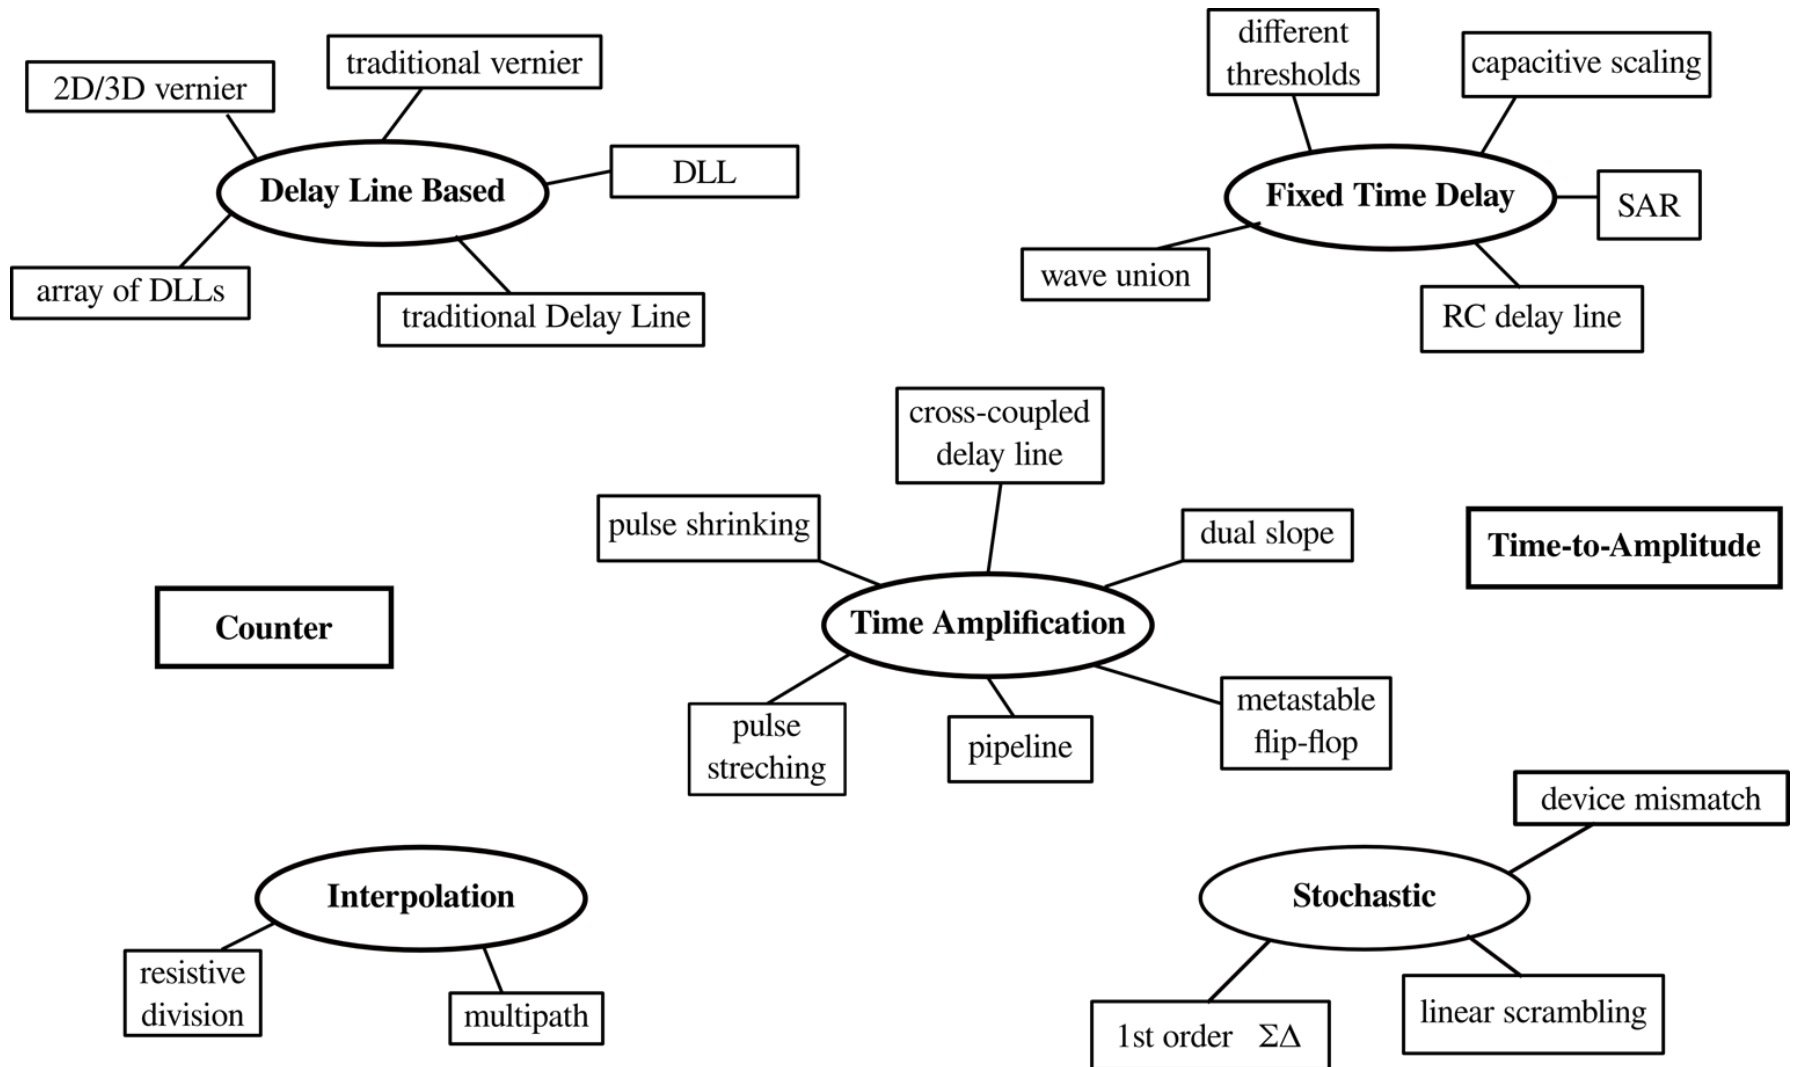 different
thresholds
traditional vernier
capacitive scaling
2D/3D vernier
DLL
Delay Line Based
Fixed Time Delay
SAR
wave union
array of DLLs
traditional Delay Line
RC delay line
cross-coupled
delay line
pulse shrinking
dual slope
Time-to-Amplitude
Counter
Time Amplification
metastable
flip-flop
pulse
streching
pipeline
device mismatch
Interpolation
Stochastic
resistive
division
multipath
linear scrambling
1st order ΣΔ